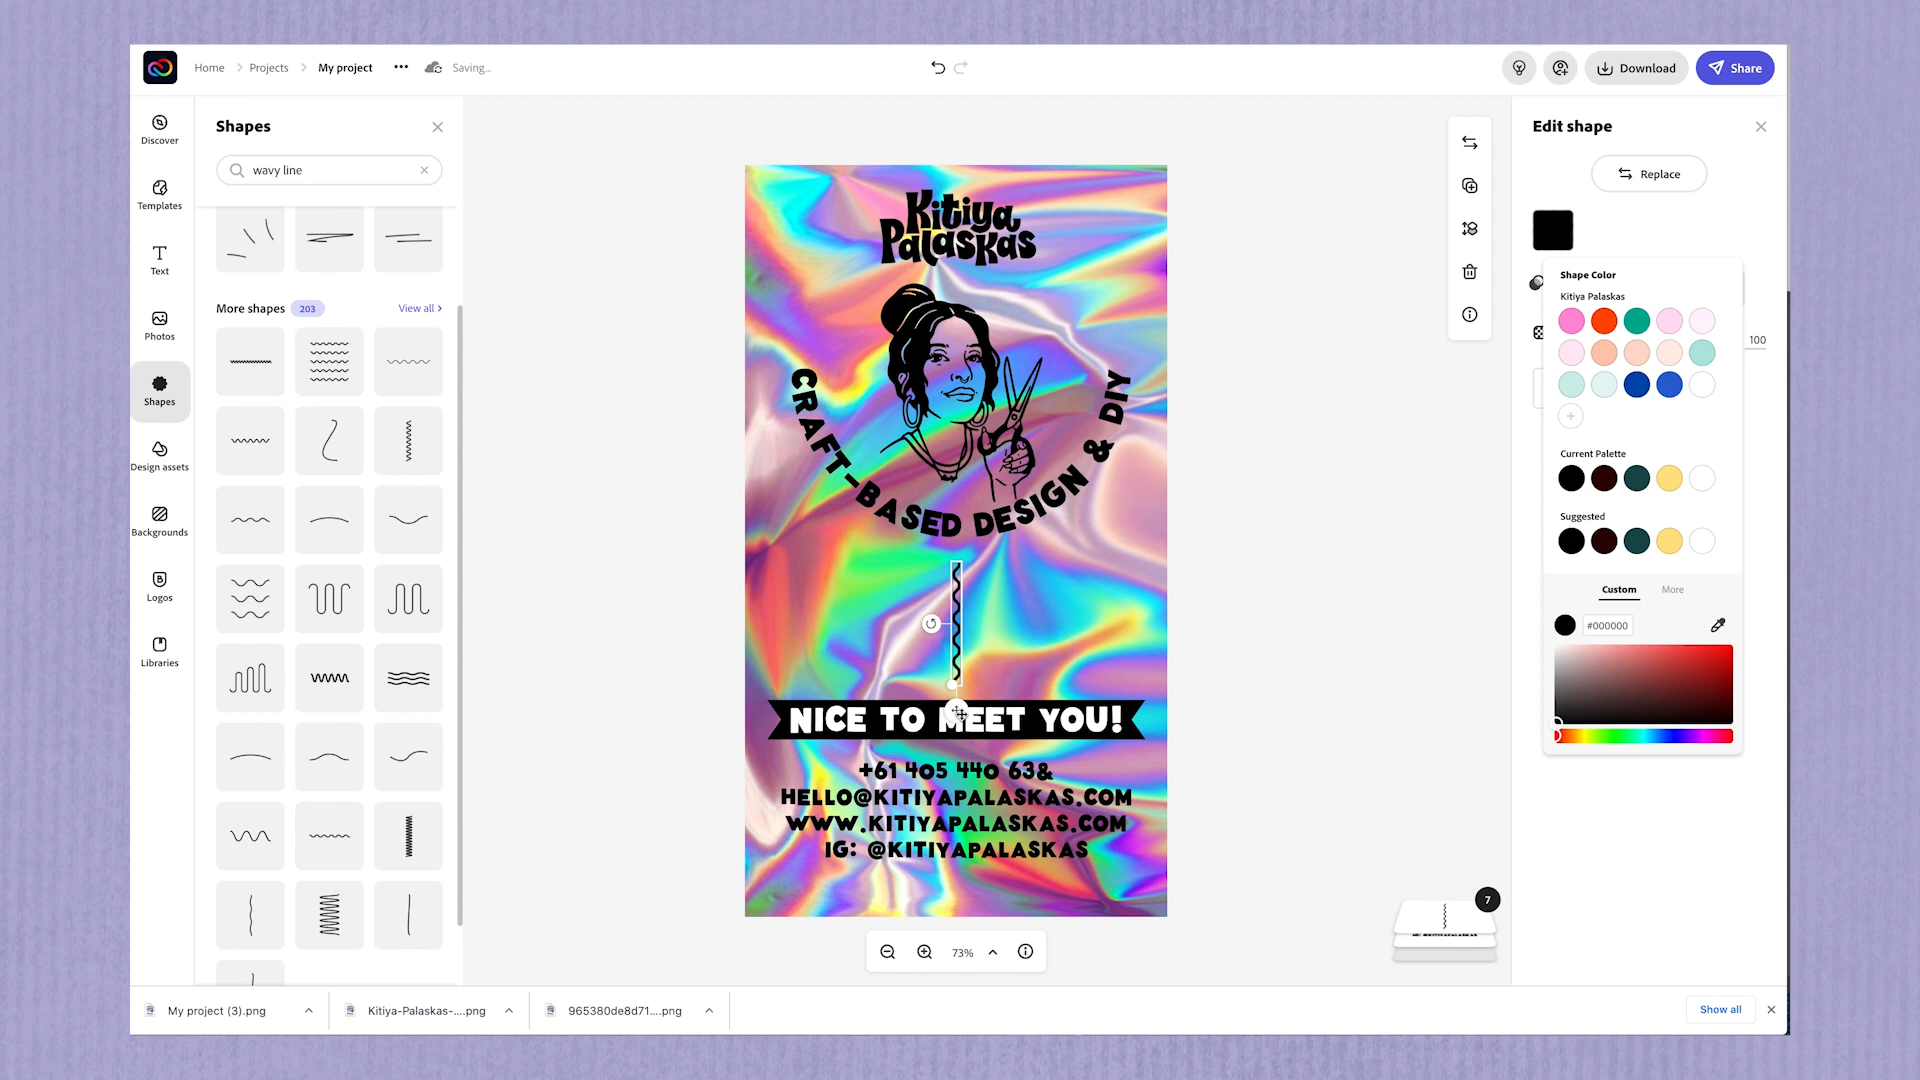 Home
Projects
My project
Saving...
Download
Share
Discover
Templates
Text
Photos
Shapes
Design assets
Backgrounds
Logos
Libraries
Shapes
wavy line
More shapes
203
View all
Kitiya
Palaskas
CRAFT-BASED DESIGN & DIY
NICE TO MEET YOU!
+61 405 440 63&
HELLO@KITIYAPALASKAS.COM
WWW.KITIYAPALASKAS.COM
IG: @KITIYAPALASKAS
73%
7
Edit shape
Replace
Shape Color
Kitiya Palaskas
100
Current Palette
Suggested
Custom
More
#000000
My project (3).png
Kitiya-Palaskas-....png
965380de8d71....png
Show all